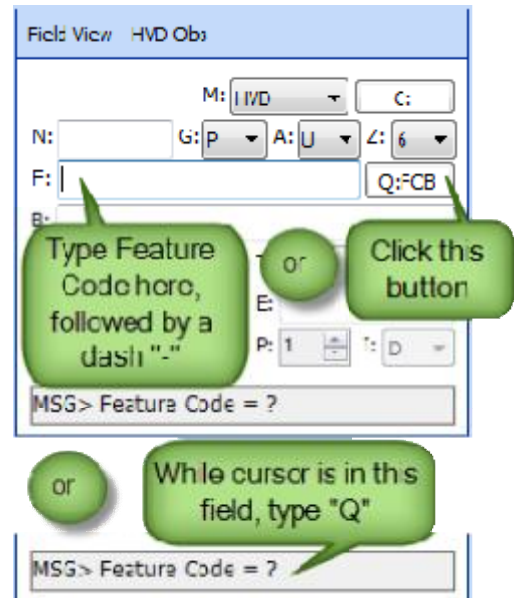 Field View HVD Obs
M: HVD C:
N: G: P A: U Z: 6
F: Q:FCB
B:
Type Feature
Code here,
followed by a
dash "-"
or
Click this
button
E:
P: 1 T: D
MSG> Feature Code = ?
or
While cursor is in this
field, type "Q"
MSG> Feature Code = ?